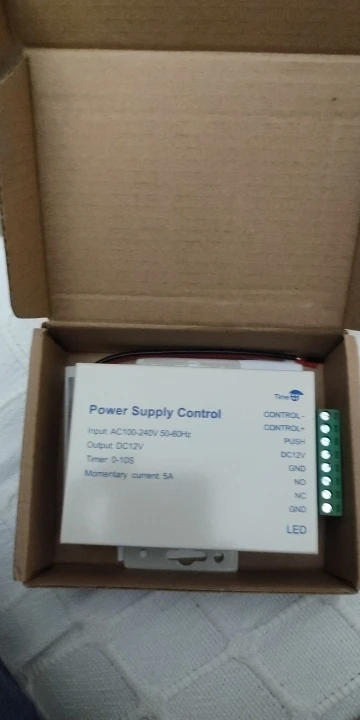 Time
Power Supply Control
CONTROL-
Input: AC100-240V 50-60Hz
CONTROL+
Output: DC12V
PUSH
Timer: 0-10S
DC12V
Momentary current: 5A
GND
NO
NC
GND
LED